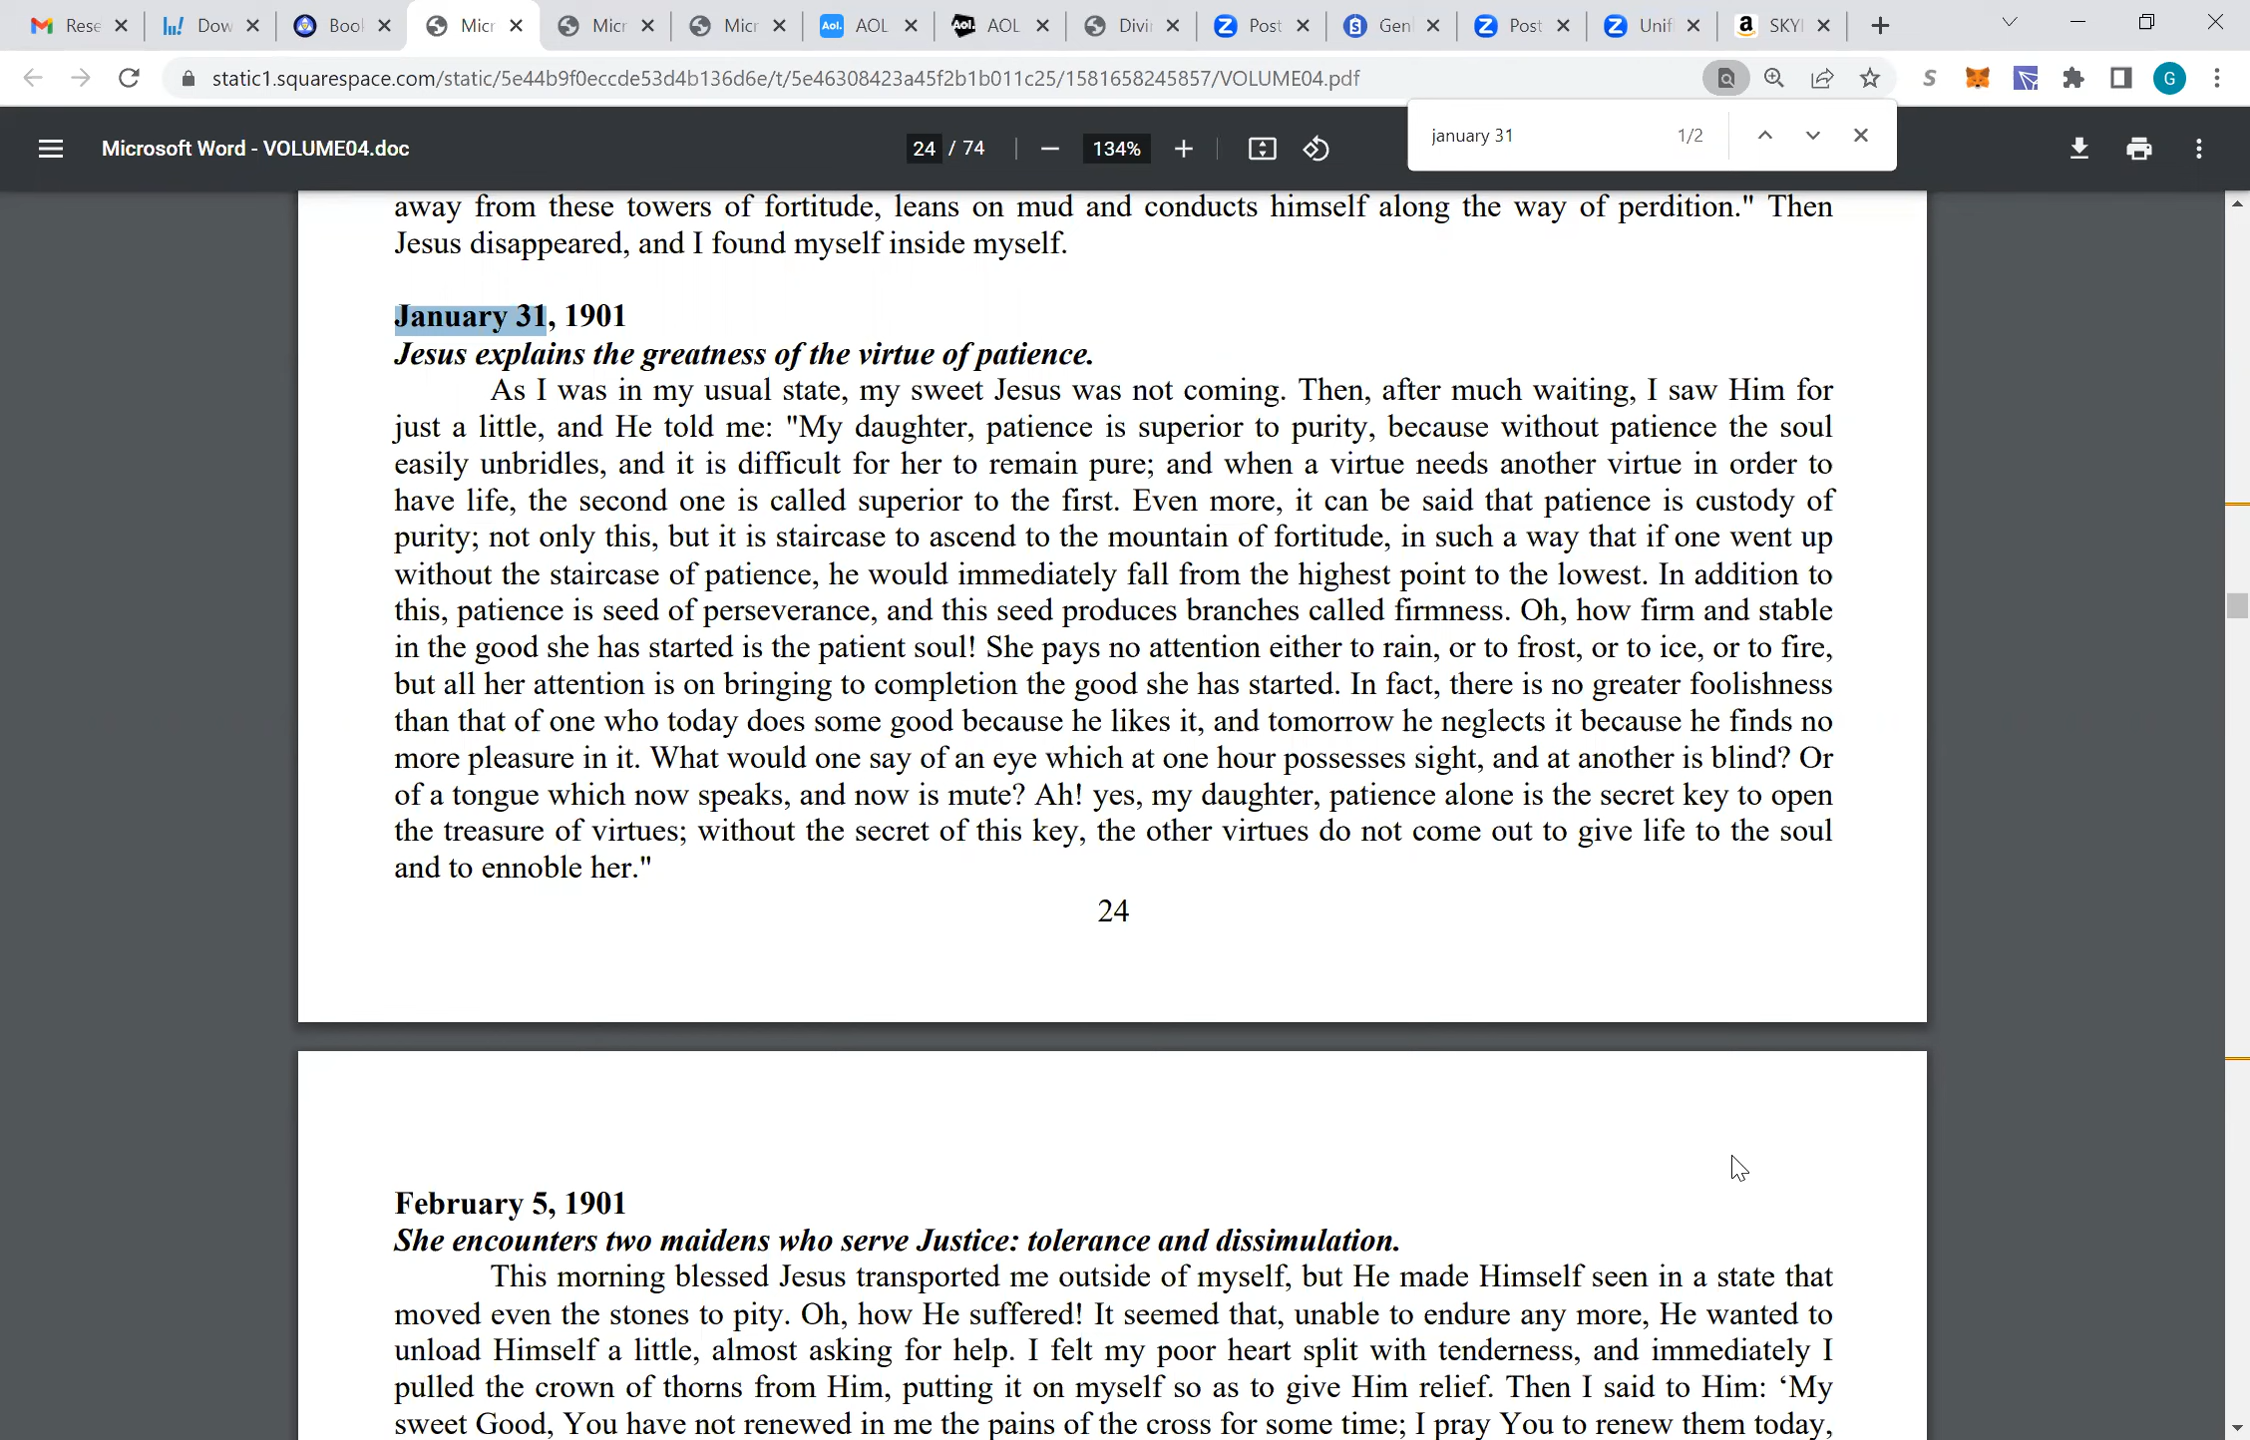 Rese
Dow
Bool
Micr
Micr
Micr
Aol. AOL
Aol. AOL
Divi
Post
Gen
Post
Unif
SKY
static1.squarespace.com/static/5e44b9f0eccde53d4b136d6e/t/5e46308423a45f2b1b011c25/1581658245857/VOLUME04.pdf
G
january 31
1/2
Microsoft Word - VOLUME04.doc
24 / 74
134%
away from these towers of fortitude, leans on mud and conducts himself along the way of perdition." Then
Jesus disappeared, and I found myself inside myself.
January 31, 1901
Jesus explains the greatness of the virtue of patience.
As I was in my usual state, my sweet Jesus was not coming. Then, after much waiting, I saw Him for
just a little, and He told me: "My daughter, patience is superior to purity, because without patience the soul
easily unbridles, and it is difficult for her to remain pure; and when a virtue needs another virtue in order to
have life, the second one is called superior to the first. Even more, it can be said that patience is custody of
purity; not only this, but it is staircase to ascend to the mountain of fortitude, in such a way that if one went up
without the staircase of patience, he would immediately fall from the highest point to the lowest. In addition to
this, patience is seed of perseverance, and this seed produces branches called firmness. Oh, how firm and stable
in the good she has started is the patient soul! She pays no attention either to rain, or to frost, or to ice, or to fire,
but all her attention is on bringing to completion the good she has started. In fact, there is no greater foolishness
than that of one who today does some good because he likes it, and tomorrow he neglects it because he finds no
more pleasure in it. What would one say of an eye which at one hour possesses sight, and at another is blind? Or
of a tongue which now speaks, and now is mute? Ah! yes, my daughter, patience alone is the secret key to open
the treasure of virtues; without the secret of this key, the other virtues do not come out to give life to the soul
and to ennoble her."
24
February 5, 1901
She encounters two maidens who serve Justice: tolerance and dissimulation.
This morning blessed Jesus transported me outside of myself, but He made Himself seen in a state that
moved even the stones to pity. Oh, how He suffered! It seemed that, unable to endure any more, He wanted to
unload Himself a little, almost asking for help. I felt my poor heart split with tenderness, and immediately I
pulled the crown of thorns from Him, putting it on myself so as to give Him relief. Then I said to Him: ‘My
sweet Good, You have not renewed in me the pains of the cross for some time; I pray You to renew them today,